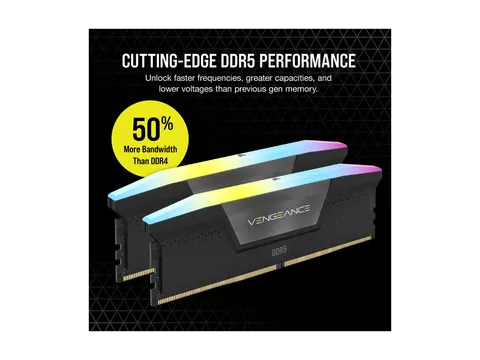 CUTTING-EDGE DDR5 PERFORMANCE
Unlock faster frequencies, greater capacities, and
lower voltages than previous gen memory.
50%
More Bandwidth
Than DDR4
VENGEANCE
DDR5